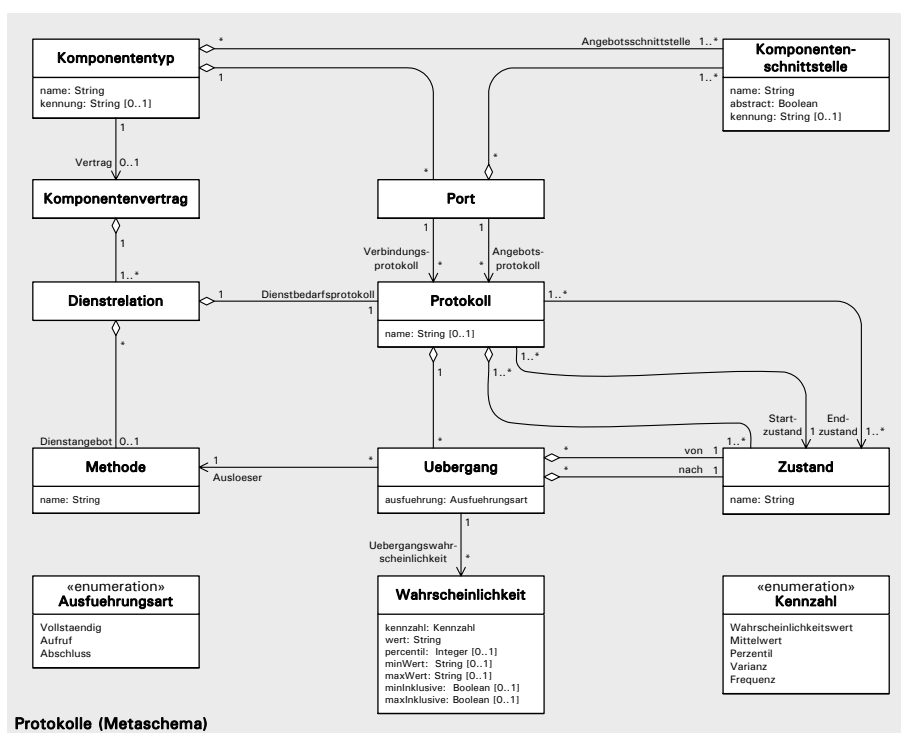 * Angebotsschnittstelle 1..*
Komponententyp
name: String
kennung: String [0..1]
Komponenten-
schnittstelle
name: String
abstract: Boolean
kennung: String [0..1]
1
1..*
1
Vertrag 0..1
*
*
Komponentenvertrag
Port
1
1
1
Verbindungs-
protokoll
*
*
Angebots-
protokoll
1..*
Dienstrelation
1 Dienstbedarfsprotokoll
1
Protokoll
name: String [0..1]
1..*
*
1
1..*
1..*
Start-
zustand
1
End-
zustand
1..*
Dienstangebot 0..1
*
1..*
Methode
name: String
1
Ausloeser
*
Uebergang
ausfuehrung: Ausfuehrungsart
* von 1
* nach 1
Zustand
name: String
1
Uebergangswahr-
scheinlichkeit
*
«enumeration»
Ausfuehrungsart
Vollstaendig
Aufruf
Abschluss
Wahrscheinlichkeit
kennzahl: Kennzahl
wert: String
percentil: Integer [0..1]
minWert: String [0..1]
maxWert: String [0..1]
minInklusive: Boolean [0..1]
maxInklusive: Boolean [0..1]
«enumeration»
Kennzahl
Wahrscheinlichkeitswert
Mittelwert
Perzentil
Varianz
Frequenz
Protokolle (Metaschema)